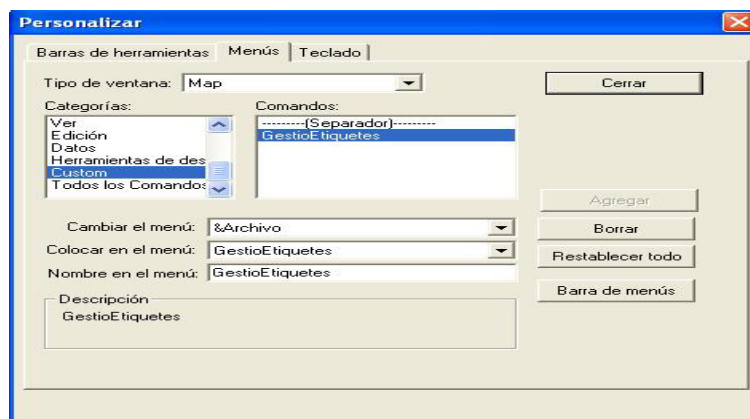 Personalizar
Barras de herramientas Menús Teclado
Tipo de ventana: Map
Cerrar
Categorías:
Ver
Edición
Datos
Herramientas de des
Custom
Todos los Comandos
Comandos:
---------(Separador)---------
GestioEtiquetes
Agregar
Cambiar el menú: &Archivo
Borrar
Colocar en el menú: GestioEtiquetes
Restablecer todo
Nombre en el menú: GestioEtiquetes
Barra de menús
Descripción
GestioEtiquetes